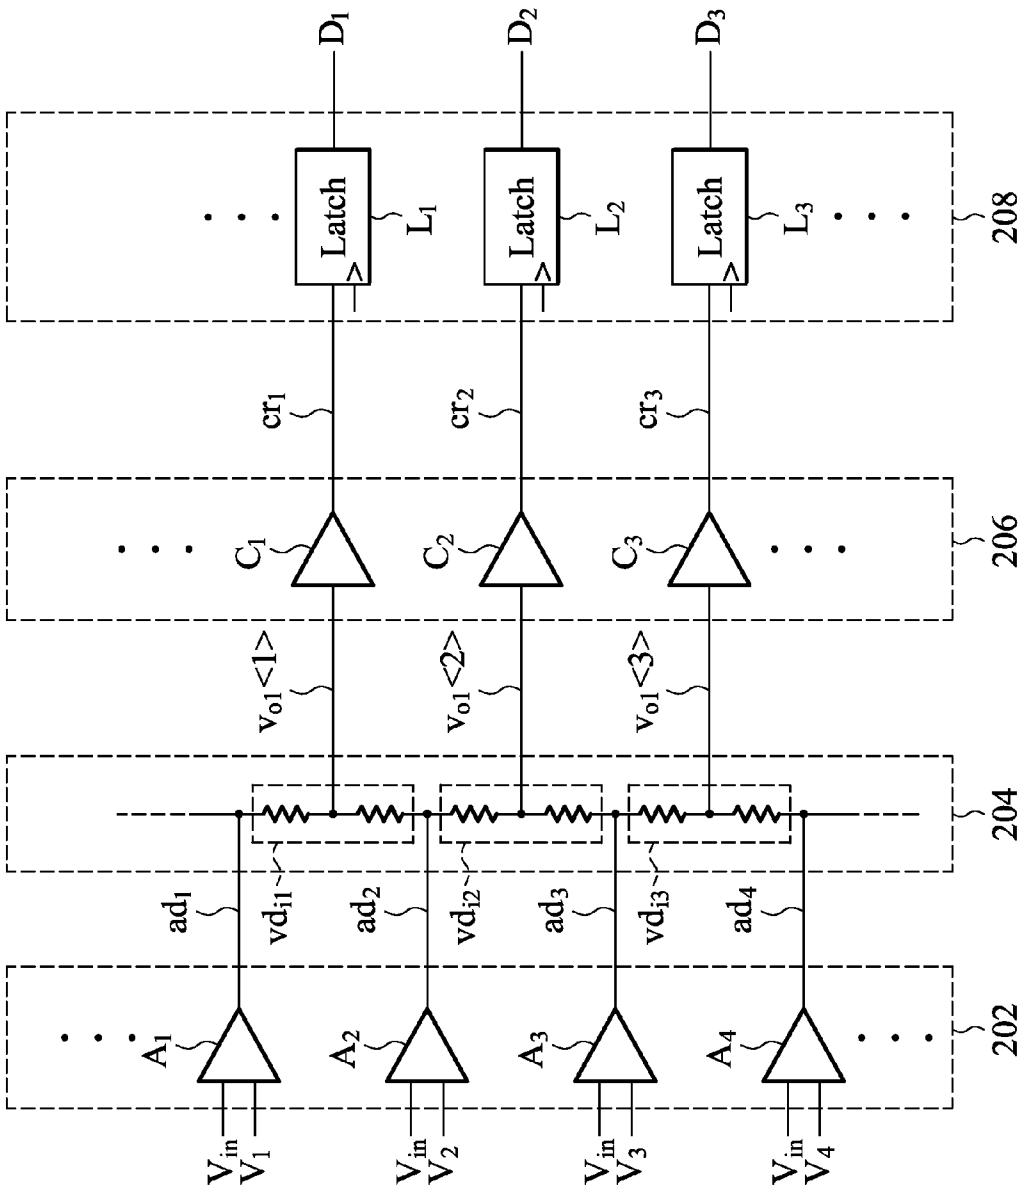 D₁
D₂
D₃
Latch
L₁
Latch
L₂
Latch
L₃
208
cr₁
cr₂
cr₃
C₁
C₂
C₃
206
vₒ₁<1>
vₒ₁<2>
vₒ₁<3>
204
ad₁
vdᵢ₁
ad₂
vdᵢ₂
ad₃
vdᵢ₃
ad₄
A₁
A₂
A₃
A₄
202
Vᵢₙ
V₁
Vᵢₙ
V₂
Vᵢₙ
V₃
Vᵢₙ
V₄